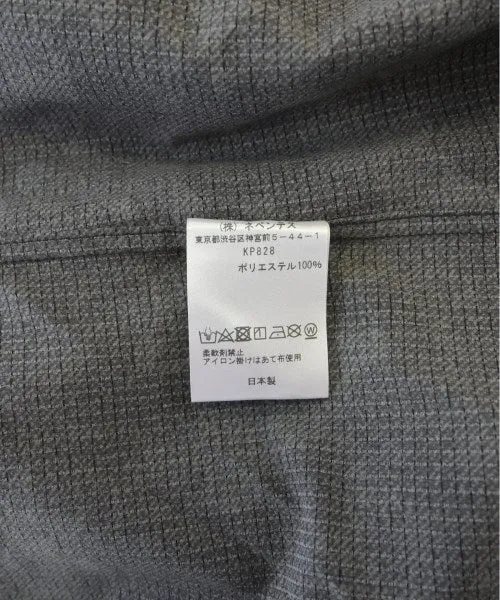 (株) ネペンテス
東京都渋谷区神宮前5-44-1
KP828
ポリエステル100%
柔軟剤禁止
アイロン掛けはあて布使用
日本製